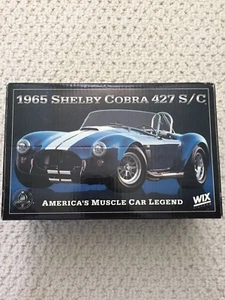 1965 SHELBY COBRA 427 S/C
AMERICA'S MUSCLE CAR LEGEND
WIX